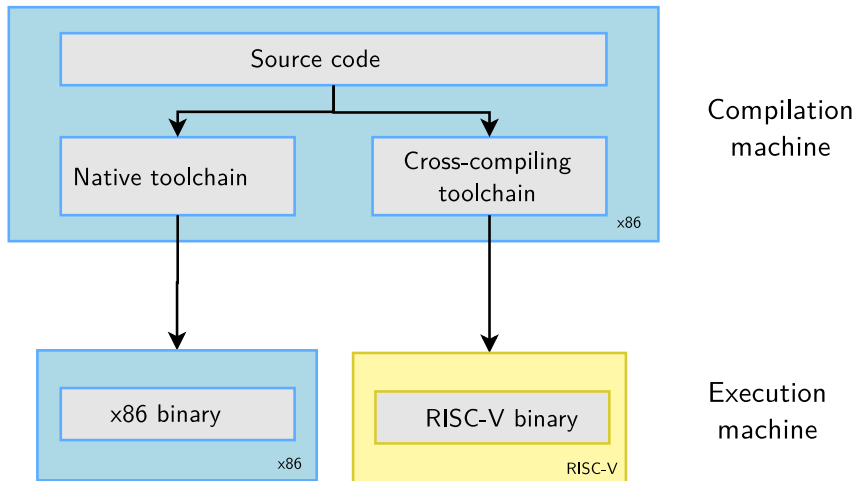 Source code
Native toolchain
Cross-compiling
toolchain
x86
Compilation
machine
x86 binary
x86
RISC-V binary
RISC-V
Execution
machine